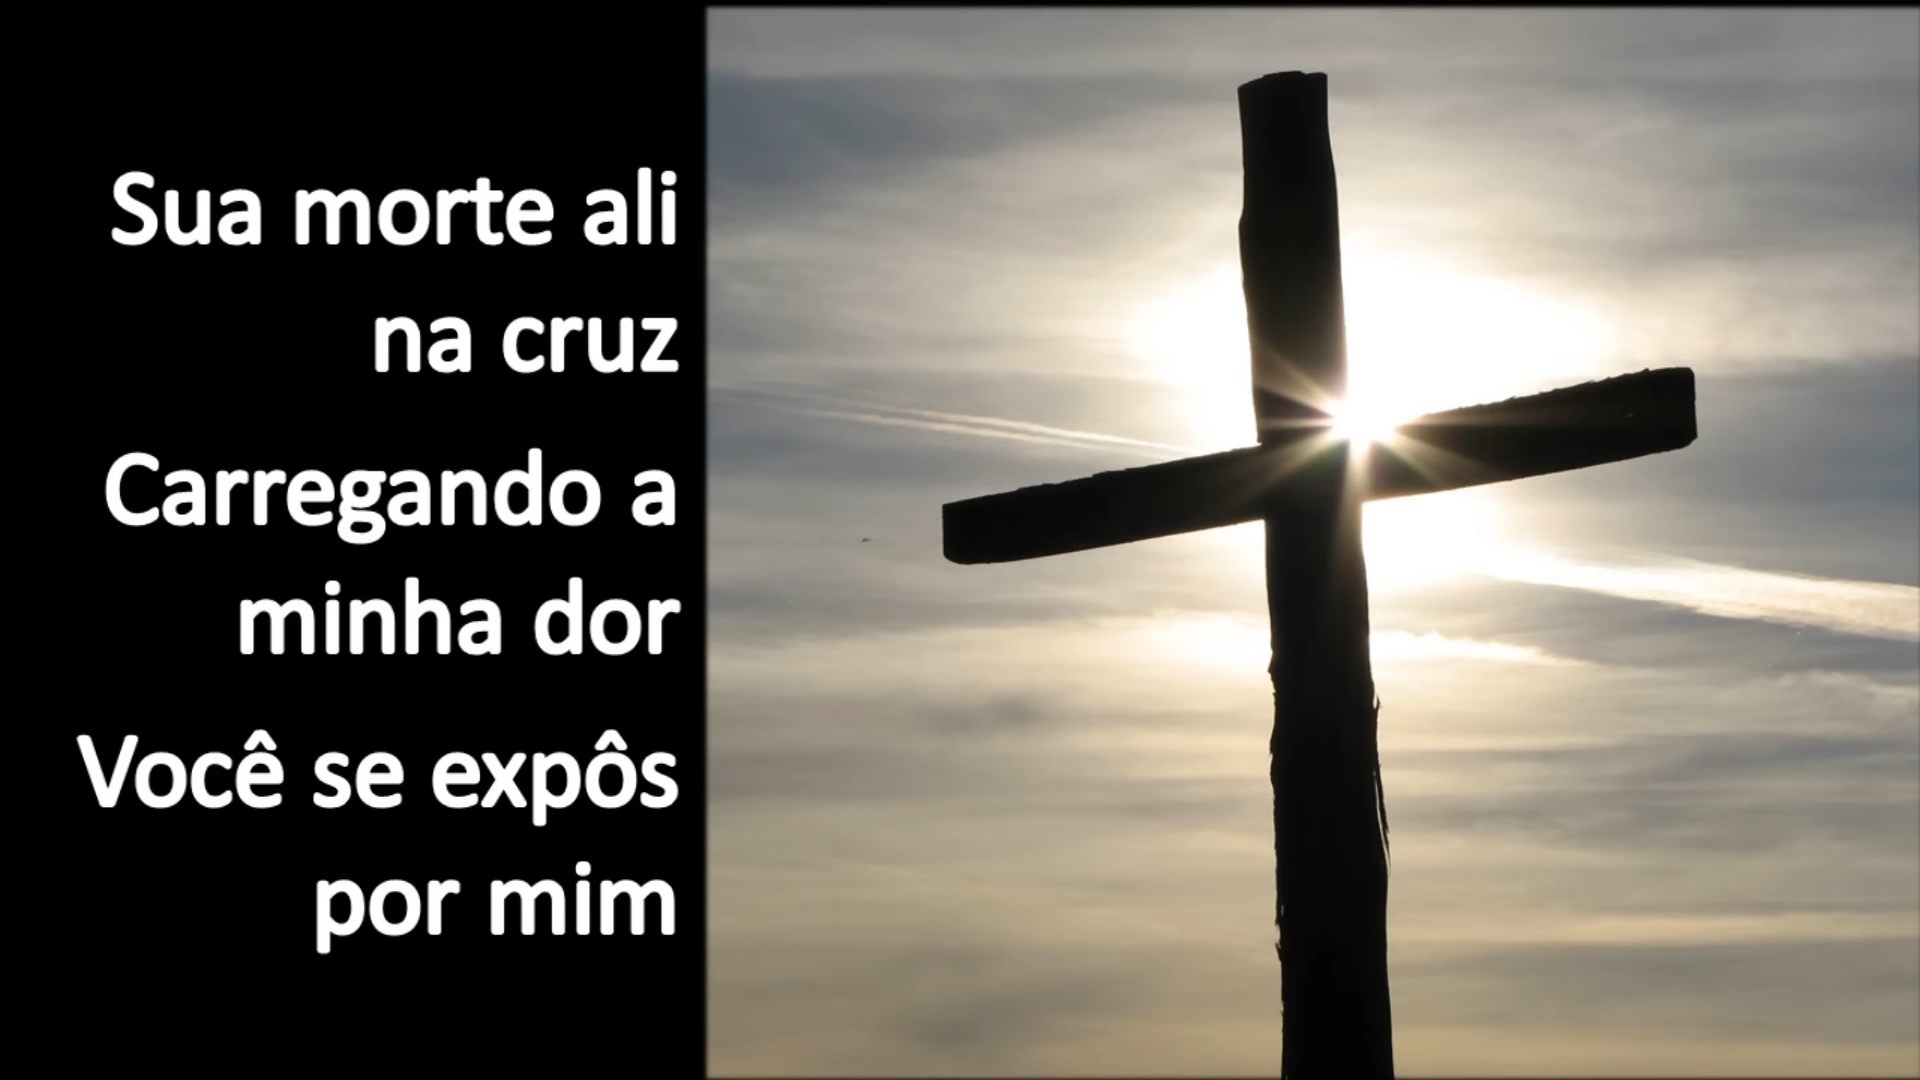 Sua morte ali
na cruz
Carregando a
minha dor
Você se expôs
por mim